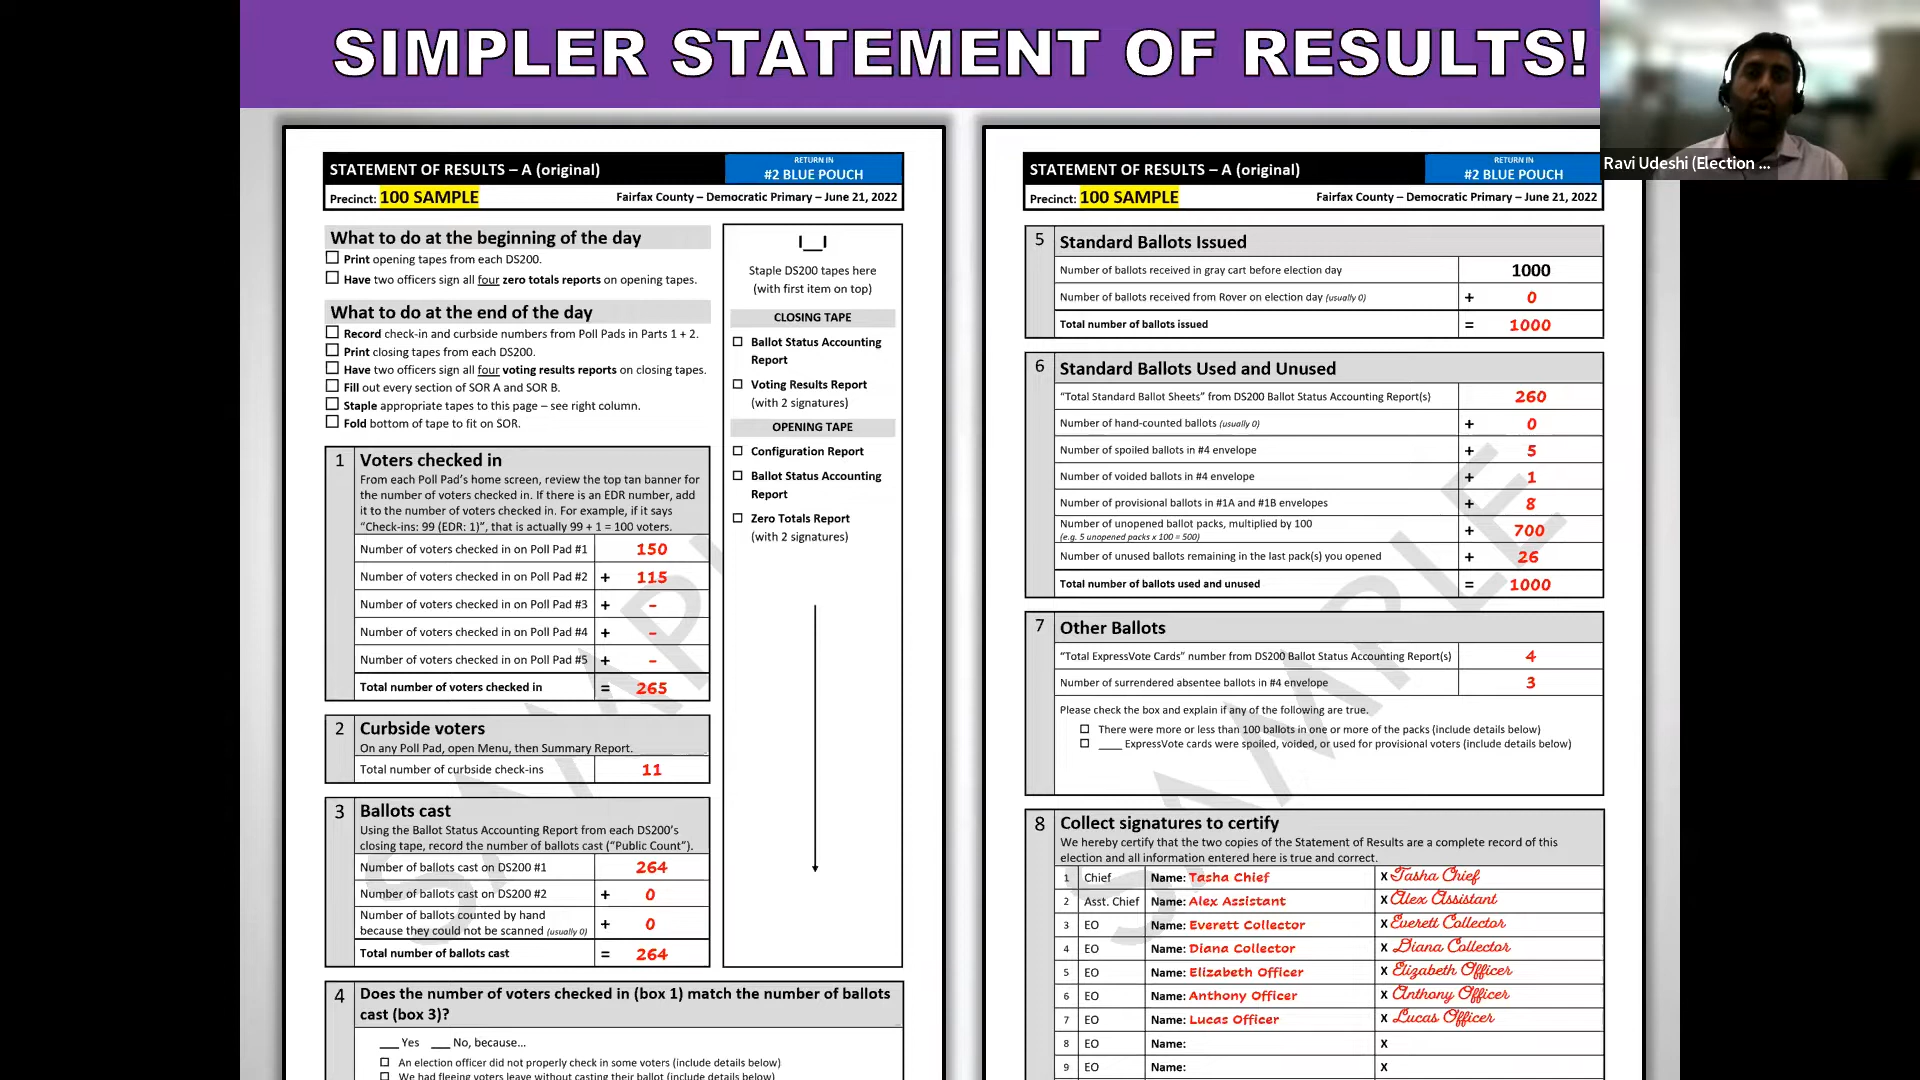 SIMPLER STATEMENT OF RESULTS!
Ravi Udeshi (Election ...
STATEMENT OF RESULTS – A (original)
RETURN IN
#2 BLUE POUCH
Precinct: 100 SAMPLE
Fairfax County – Democratic Primary – June 21, 2022
What to do at the beginning of the day
Print opening tapes from each DS200.
Have two officers sign all four zero totals reports on opening tapes.
What to do at the end of the day
Record check-in and curbside numbers from Poll Pads in Parts 1 + 2.
Print closing tapes from each DS200.
Have two officers sign all four voting results reports on closing tapes.
Fill out every section of SOR A and SOR B.
Staple appropriate tapes to this page – see right column.
Fold bottom of tape to fit on SOR.
1 Voters checked in
From each Poll Pad's home screen, review the top tan banner for
the number of voters checked in. If there is an EDR number, add
it to the number of voters checked in. For example, if it says
"Check-ins: 99 (EDR: 1)", that is actually 99 + 1 = 100 voters.
Number of voters checked in on Poll Pad #1 150
Number of voters checked in on Poll Pad #2 + 115
Number of voters checked in on Poll Pad #3 + -
Number of voters checked in on Poll Pad #4 + -
Number of voters checked in on Poll Pad #5 + -
Total number of voters checked in = 265
2 Curbside voters
On any Poll Pad, open Menu, then Summary Report.
Total number of curbside check-ins 11
3 Ballots cast
Using the Ballot Status Accounting Report from each DS200's
closing tape, record the number of ballots cast ("Public Count").
Number of ballots cast on DS200 #1 264
Number of ballots cast on DS200 #2 + 0
Number of ballots counted by hand
because they could not be scanned (usually 0) + 0
Total number of ballots cast = 264
4 Does the number of voters checked in (box 1) match the number of ballots
cast (box 3)?
___ Yes ___ No, because...
An election officer did not properly check in some voters (include details below)
We had fleeing voters leave without casting their ballot (include details below)
I__I
Staple DS200 tapes here
(with first item on top)
CLOSING TAPE
Ballot Status Accounting
Report
Voting Results Report
(with 2 signatures)
OPENING TAPE
Configuration Report
Ballot Status Accounting
Report
Zero Totals Report
(with 2 signatures)
SAMPL
STATEMENT OF RESULTS – A (original)
RETURN IN
#2 BLUE POUCH
Precinct: 100 SAMPLE
Fairfax County – Democratic Primary – June 21, 2022
5 Standard Ballots Issued
Number of ballots received in gray cart before election day 1000
Number of ballots received from Rover on election day (usually 0) + 0
Total number of ballots issued = 1000
6 Standard Ballots Used and Unused
"Total Standard Ballot Sheets" from DS200 Ballot Status Accounting Report(s) 260
Number of hand-counted ballots (usually 0) + 0
Number of spoiled ballots in #4 envelope + 5
Number of voided ballots in #4 envelope + 1
Number of provisional ballots in #1A and #1B envelopes + 8
Number of unopened ballot packs, multiplied by 100
(e.g. 5 unopened packs x 100 = 500) + 700
Number of unused ballots remaining in the last pack(s) you opened + 26
Total number of ballots used and unused = 1000
7 Other Ballots
"Total ExpressVote Cards" number from DS200 Ballot Status Accounting Report(s) 4
Number of surrendered absentee ballots in #4 envelope 3
Please check the box and explain if any of the following are true.
There were more or less than 100 ballots in one or more of the packs (include details below)
____ ExpressVote cards were spoiled, voided, or used for provisional voters (include details below)
8 Collect signatures to certify
We hereby certify that the two copies of the Statement of Results are a complete record of this
election and all information entered here is true and correct.
1 Chief Name: Tasha Chief X Tasha Chief
2 Asst. Chief Name: Alex Assistant X Alex Assistant
3 EO Name: Everett Collector X Everett Collector
4 EO Name: Diana Collector X Diana Collector
5 EO Name: Elizabeth Officer X Elizabeth Officer
6 EO Name: Anthony Officer X Anthony Officer
7 EO Name: Lucas Officer X Lucas Officer
8 EO Name: X
9 EO Name: X
SAMPLE